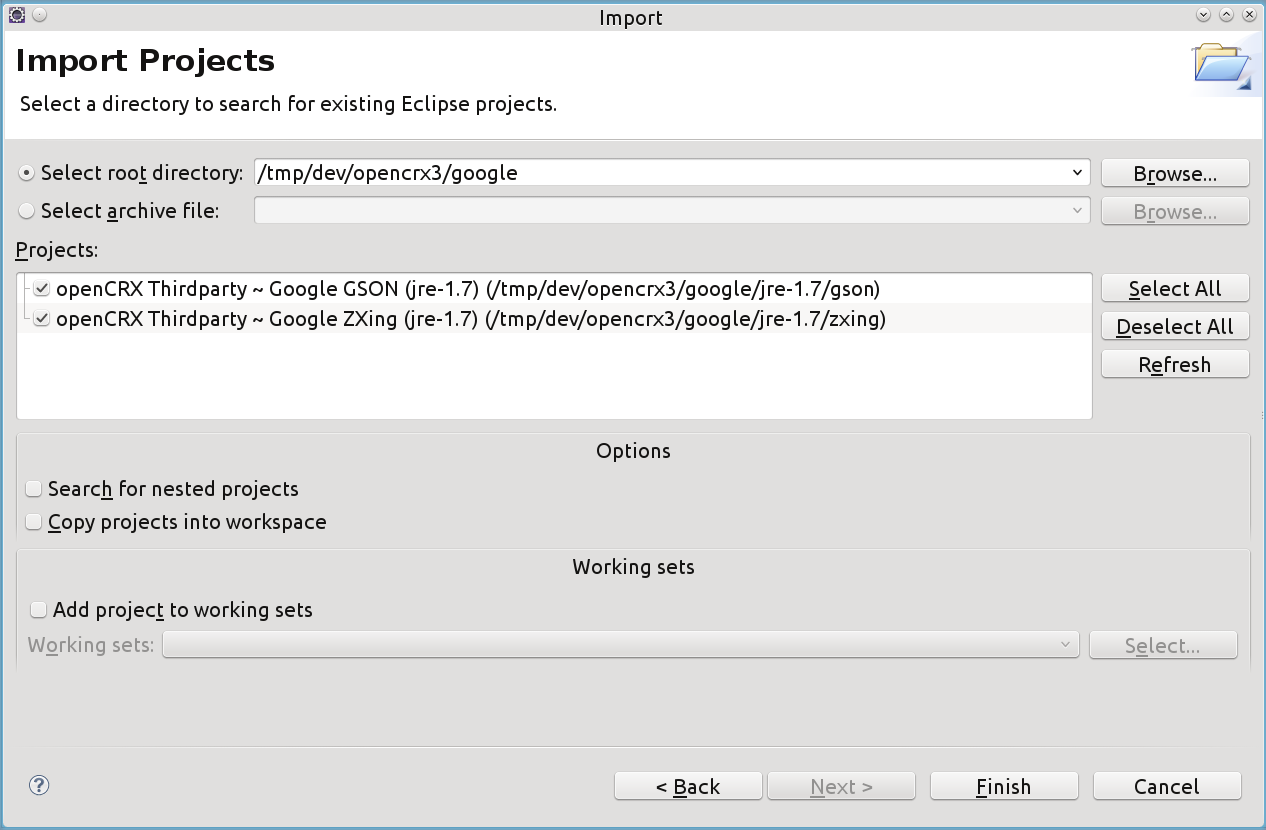 Import
Import Projects
Select a directory to search for existing Eclipse projects.
Select root directory: /tmp/dev/opencrx3/google Browse...
Select archive file: Browse...
Projects:
openCRX Thirdparty ~ Google GSON (jre-1.7) (/tmp/dev/opencrx3/google/jre-1.7/gson) Select All
openCRX Thirdparty ~ Google ZXing (jre-1.7) (/tmp/dev/opencrx3/google/jre-1.7/zxing) Deselect All
Refresh
Options
Search for nested projects
Copy projects into workspace
Working sets
Add project to working sets
Working sets: Select...
? < Back Next > Finish Cancel